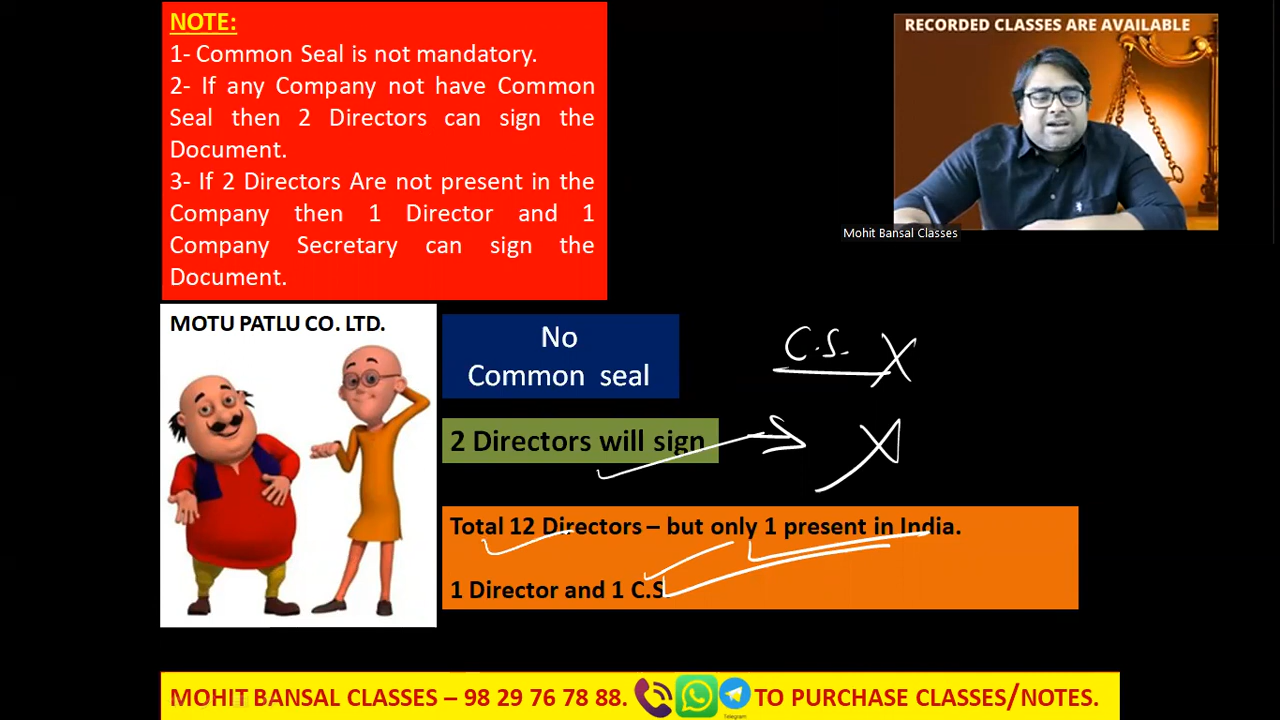 NOTE:
1- Common Seal is not mandatory.
2- If any Company not have Common
Seal then 2 Directors can sign the
Document.
3- If 2 Directors Are not present in the
Company then 1 Director and 1
Company Secretary can sign the
Document.
RECORDED CLASSES ARE AVAILABLE
Mohit Bansal Classes
MOTU PATLU CO. LTD.
No
Common seal
C.S. X
2 Directors will sign
Total 12 Directors – but only 1 present in India.
1 Director and 1 C.S.
MOHIT BANSAL CLASSES – 98 29 76 78 88.
Telegram
TO PURCHASE CLASSES/NOTES.